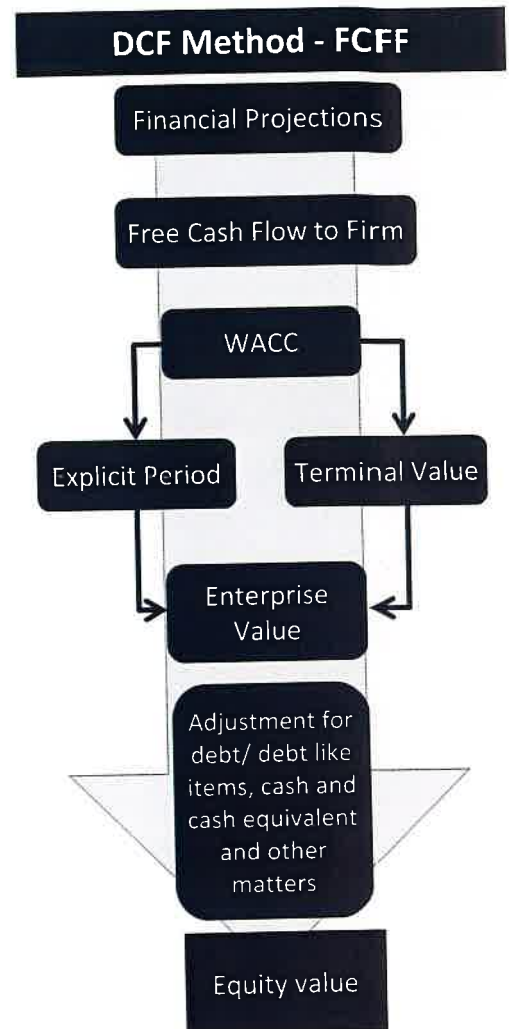 DCF Method - FCFF
Financial Projections
Free Cash Flow to Firm
WACC
Explicit Period
Terminal Value
Enterprise
Value
Adjustment for
debt/ debt like
items, cash and
cash equivalent
and other
matters
Equity value